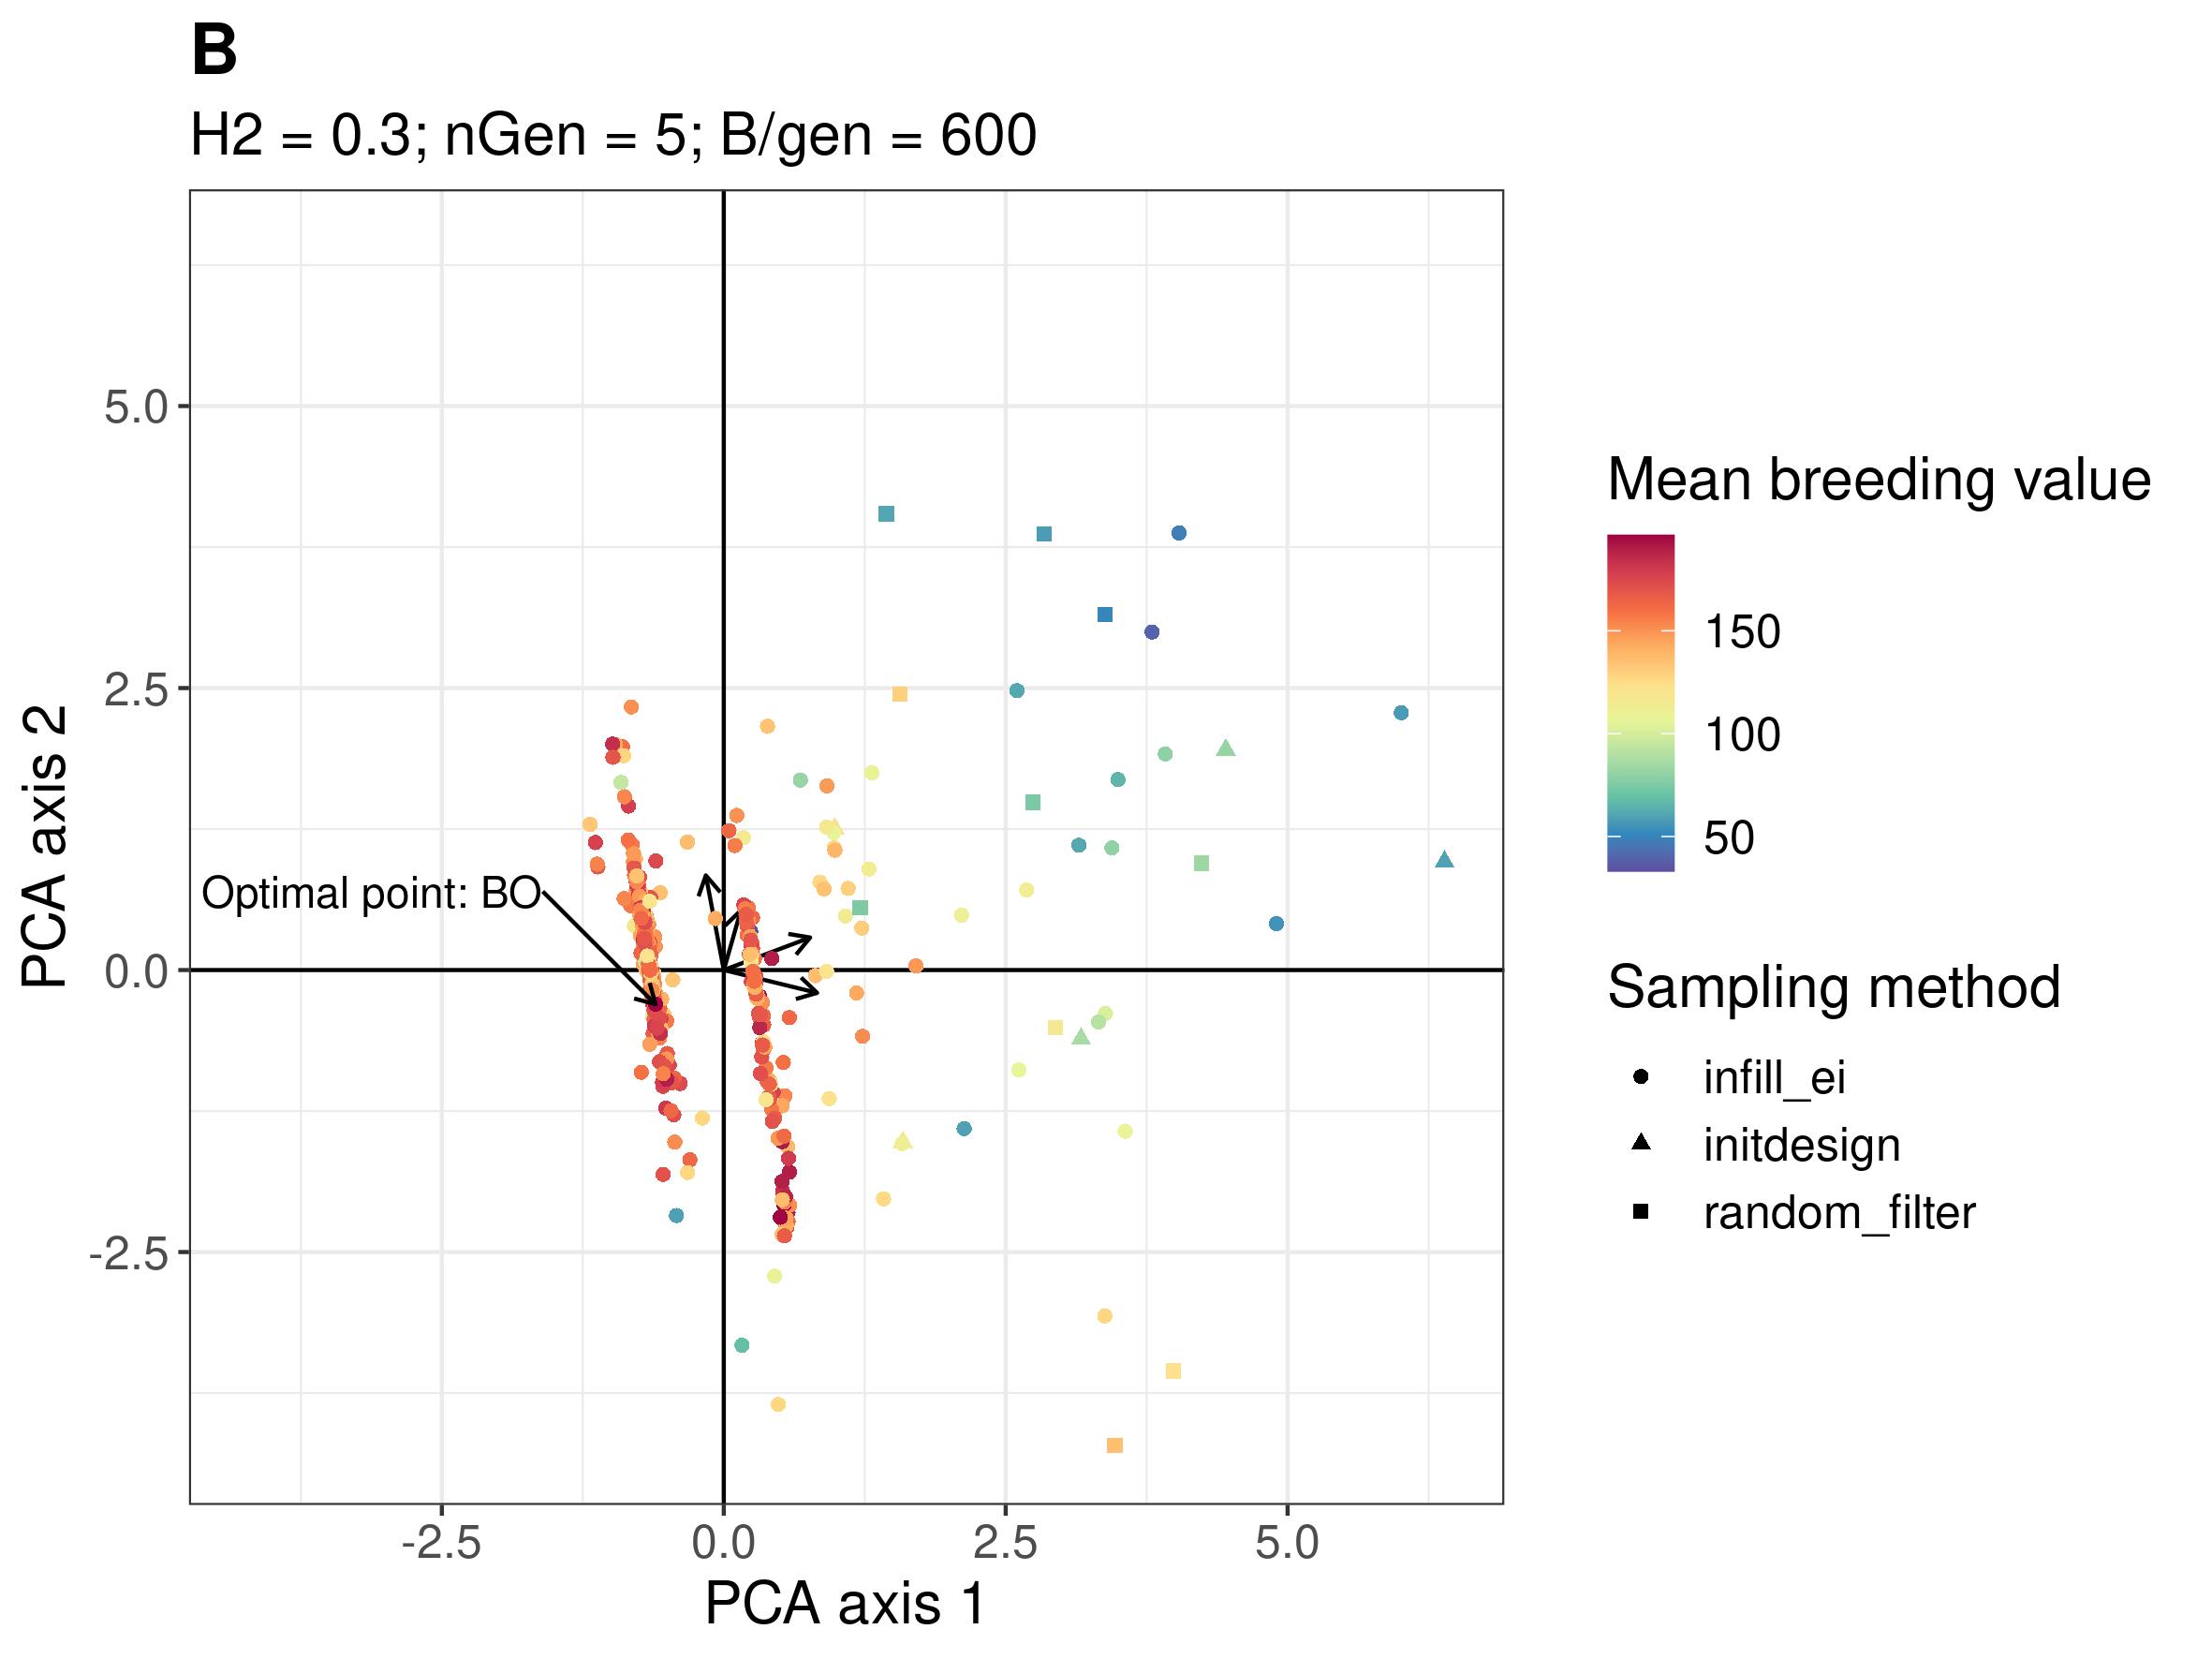 B
H2 = 0.3; nGen = 5; B/gen = 600
PCA axis 2
5.0
2.5
0.0
-2.5
Optimal point: BO
-2.5
0.0
2.5
5.0
PCA axis 1
Mean breeding value
150
100
50
Sampling method
infill_ei
initdesign
random_filter